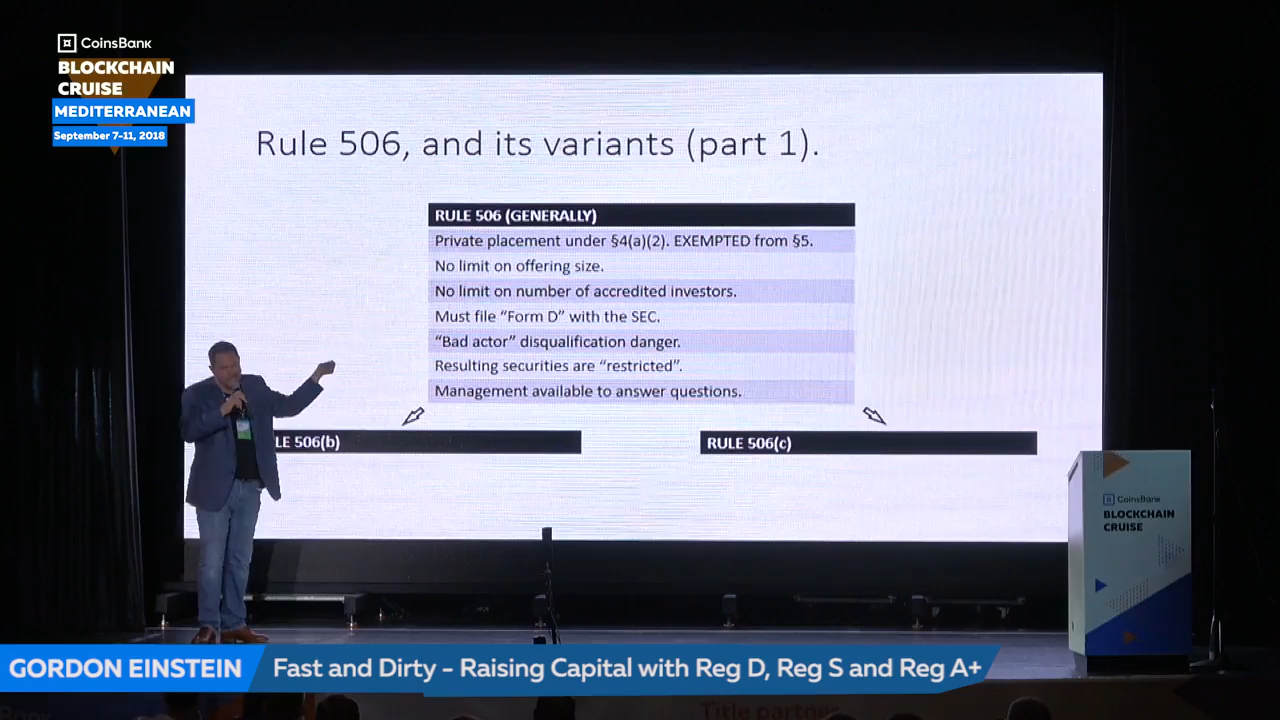 CoinsBank
BLOCKCHAIN
CRUISE
MEDITERRANEAN
September 7-11, 2018
Rule 506, and its variants (part 1).
RULE 506 (GENERALLY)
Private placement under §4(a)(2). EXEMPTED from §5.
No limit on offering size.
No limit on number of accredited investors.
Must file “Form D” with the SEC.
“Bad actor” disqualification danger.
Resulting securities are “restricted”.
Management available to answer questions.
LE 506(b)
RULE 506(c)
CoinsBank
BLOCKCHAIN
CRUISE
GORDON EINSTEIN
Fast and Dirty – Raising Capital with Reg D, Reg S and Reg A+
Title partner